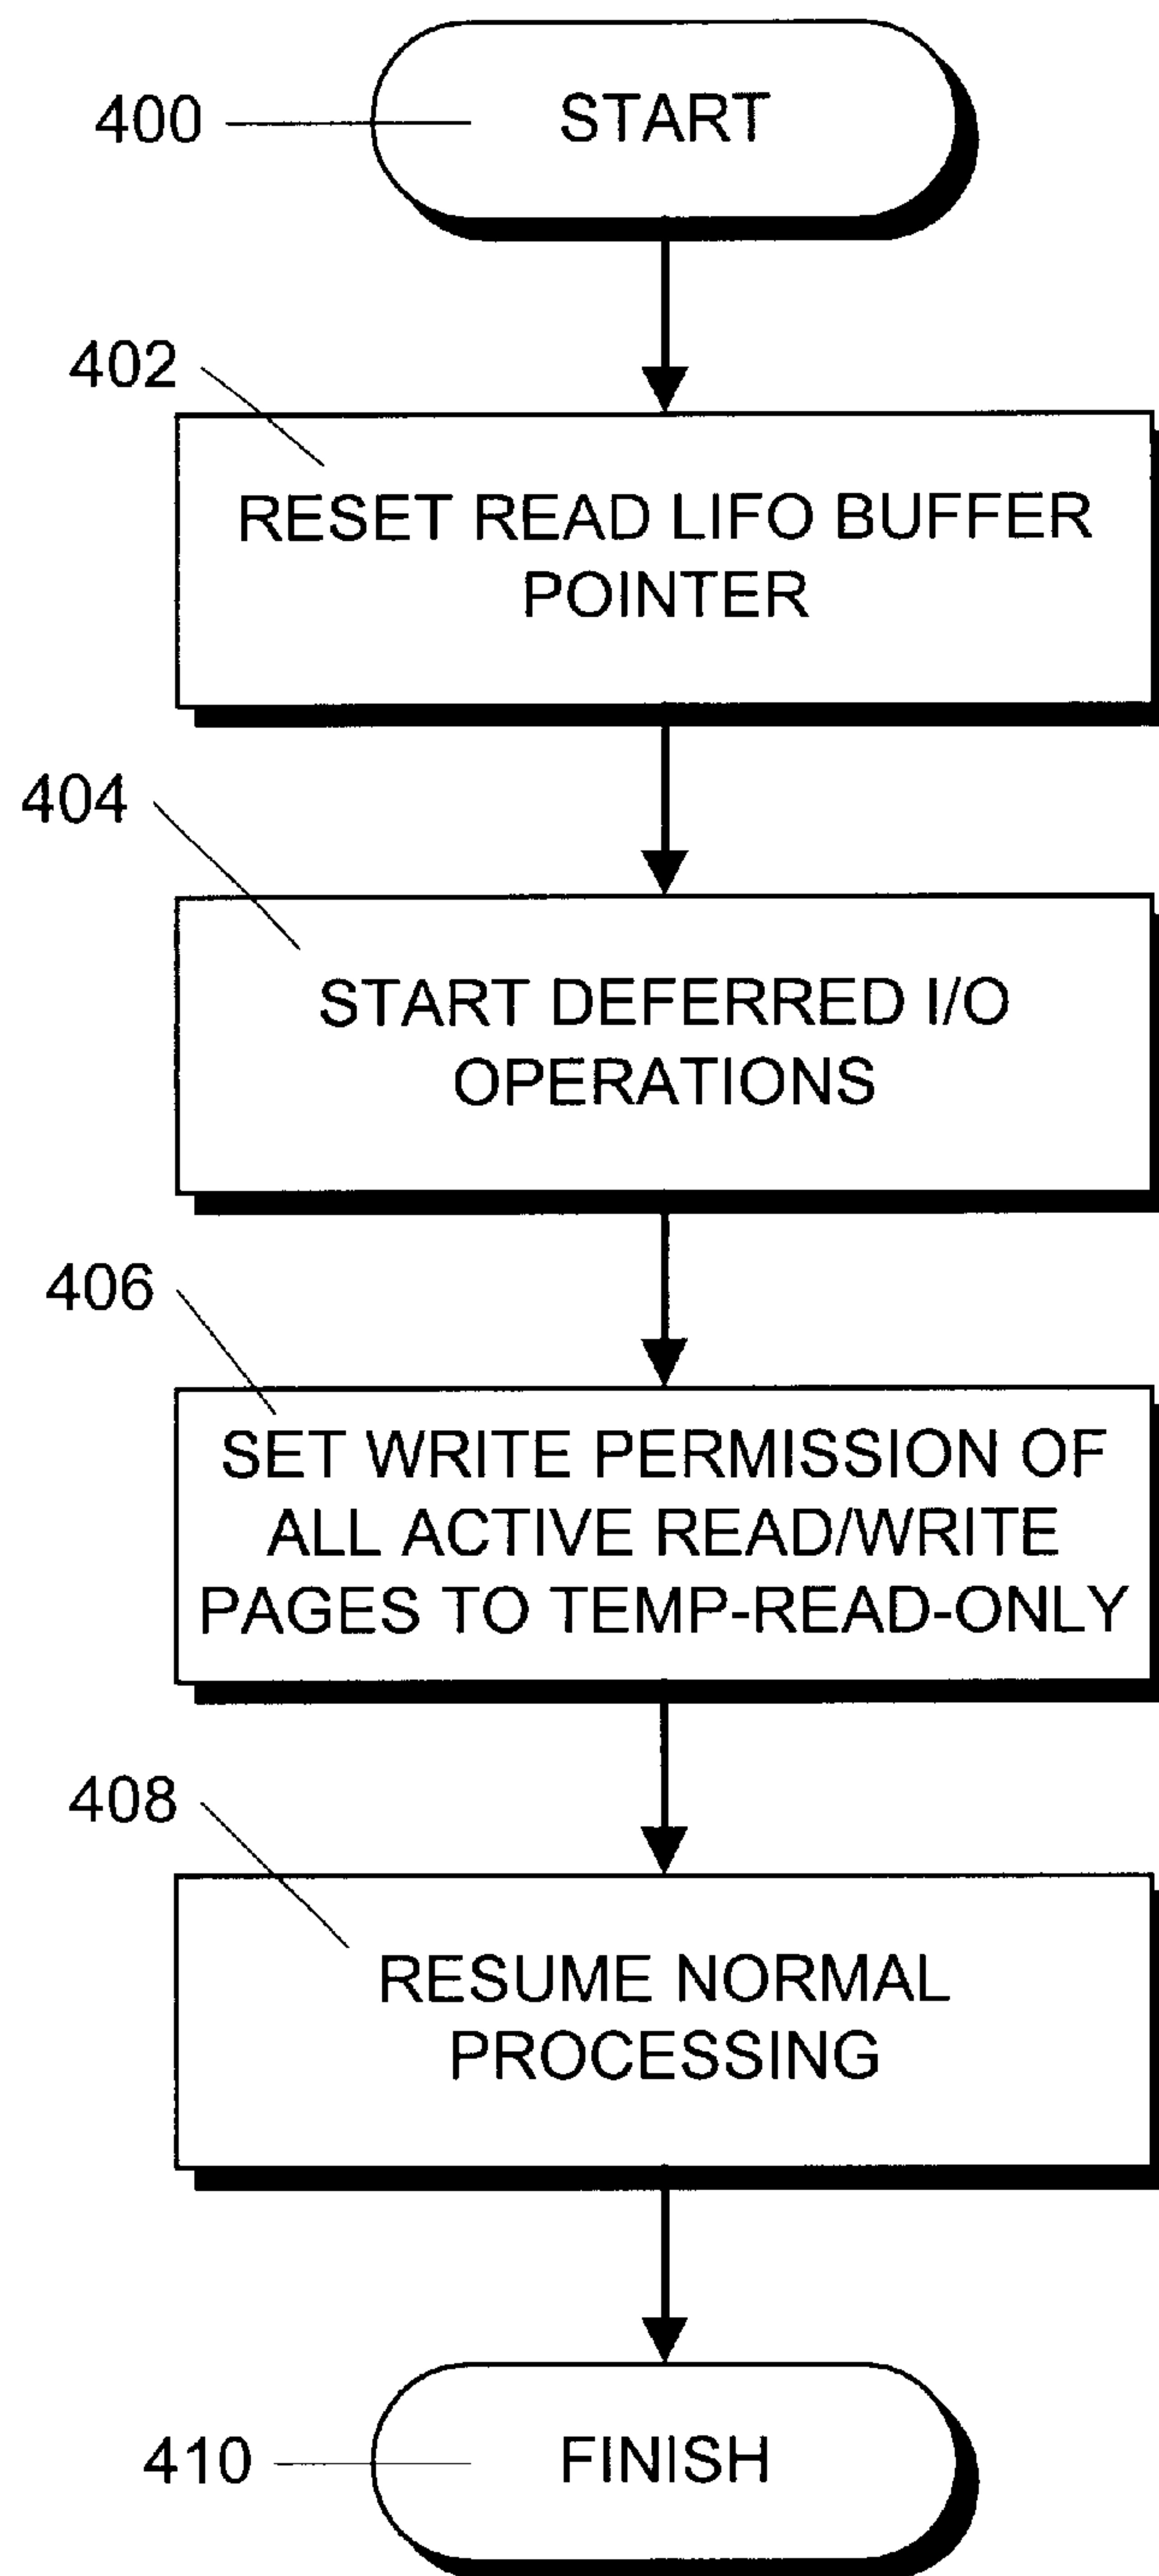 400
START
402
RESET READ LIFO BUFFER
POINTER
404
START DEFERRED I/O
OPERATIONS
406
SET WRITE PERMISSION OF
ALL ACTIVE READ/WRITE
PAGES TO TEMP-READ-ONLY
408
RESUME NORMAL
PROCESSING
410
FINISH